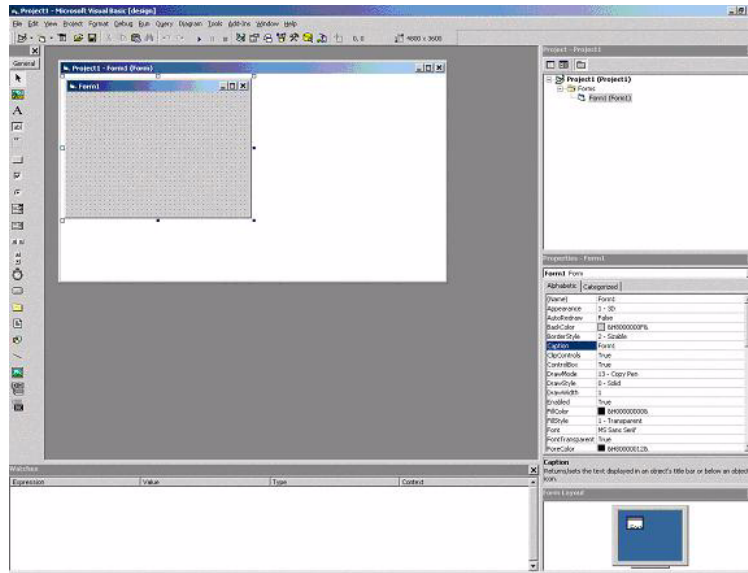 Project1 - Microsoft Visual Basic [design]
File Edit View Project Format Debug Run Query Diagram Tools Add-Ins Window Help
0, 0
4800 x 3600
General
Project1 - Form1 (Form)
Form1
Project - Project1
Project1 (Project1)
Forms
Form1 (Form1)
Properties - Form1
Form1 Form
Alphabetic Categorized
(Name) Form1
Appearance 1 - 3D
AutoRedraw False
BackColor &H8000000F&
BorderStyle 2 - Sizable
Caption Form1
ClipControls True
ControlBox True
DrawMode 13 - Copy Pen
DrawStyle 0 - Solid
DrawWidth 1
Enabled True
FillColor &H00000000&
FillStyle 1 - Transparent
Font MS Sans Serif
FontTransparent True
ForeColor &H80000012&
Caption
Returns/sets the text displayed in an object's title bar or below an object's
icon.
Form Layout
Watches
Expression Value Type Context